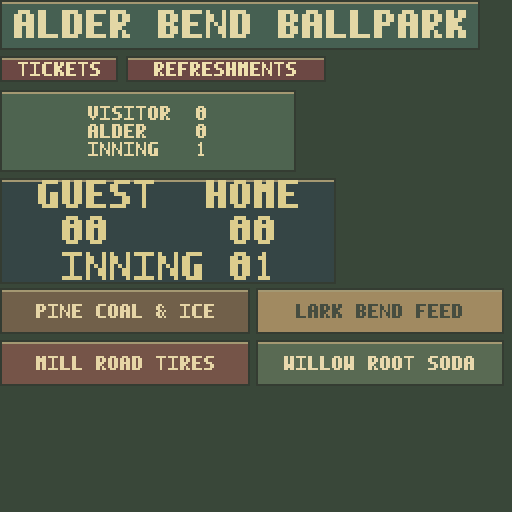 ALDER BEND BALLPARK
TICKETS
REFRESHMENTS
VISITOR 0
ALDER 0
INNING 1
GUEST HOME
00 00
INNING 01
PINE COAL & ICE
LARK BEND FEED
MILL ROAD TIRES
WILLOW ROOT SODA